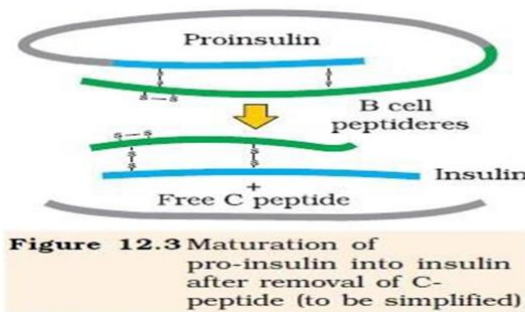 Proinsulin
S
S
S
S
S—S
B cell
peptideres
S—S
S
S
S
S
Insulin
+
Free C peptide
Figure 12.3 Maturation of
pro-insulin into insulin
after removal of C-
peptide (to be simplified)